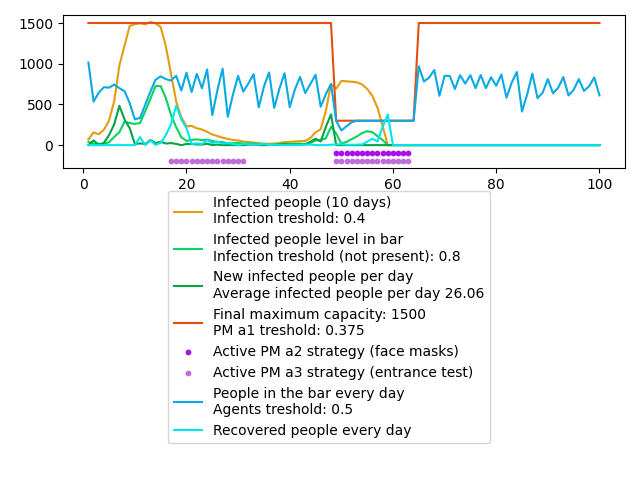 1500
1000
500
0
0 20 40 60 80 100
Infected people (10 days)
Infection treshold: 0.4
Infected people level in bar
Infection treshold (not present): 0.8
New infected people per day
Average infected people per day 26.06
Final maximum capacity: 1500
PM a1 treshold: 0.375
Active PM a2 strategy (face masks)
Active PM a3 strategy (entrance test)
People in the bar every day
Agents treshold: 0.5
Recovered people every day